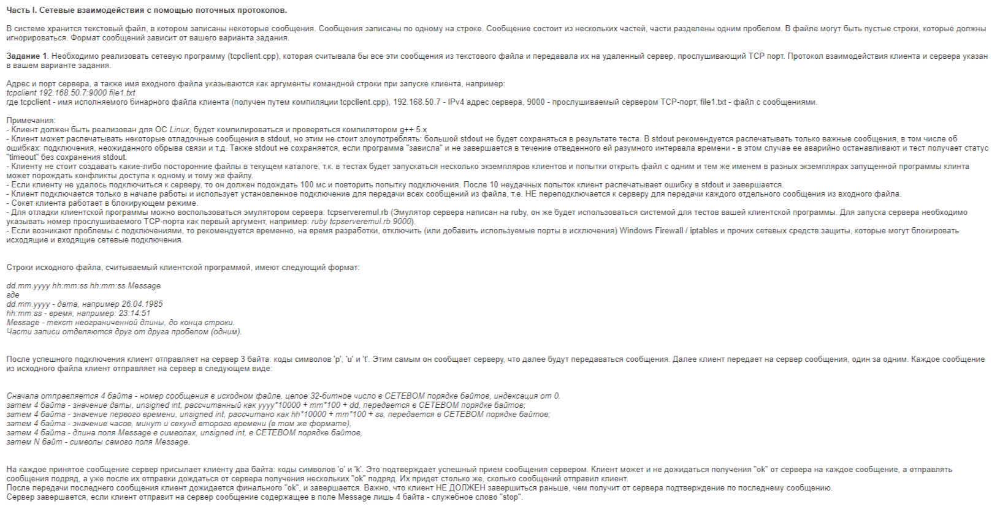 Часть I. Сетевые взаимодействия с помощью поточных протоколов.
В системе хранится текстовый файл, в котором записаны некоторые сообщения. Сообщения записаны по одному на строке. Сообщение состоит из нескольких частей, части разделены одним пробелом. В файле могут быть пустые строки, которые должны
игнорироваться. Формат сообщений зависит от вашего варианта задания.
Задание 1. Необходимо реализовать сетевую программу (tcpclient.cpp), которая считывала бы все эти сообщения из текстового файла и передавала их на удаленный сервер, прослушивающий TCP порт. Протокол взаимодействия клиента и сервера указан
в вашем варианте задания.
Адрес и порт сервера, а также имя входного файла указываются как аргументы командной строки при запуске клиента, например:
tcpclient 192.168.50.7:9000 file1.txt
где tcpclient - имя исполняемого бинарного файла клиента (получен путем компиляции tcpclient.cpp), 192.168.50.7 - IPv4 адрес сервера, 9000 - прослушиваемый сервером TCP-порт, file1.txt - файл с сообщениями.
Примечания:
- Клиент должен быть реализован для ОС Linux, будет компилироваться и проверяться компилятором g++ 5.x
- Клиент может распечатывать некоторые отладочные сообщения в stdout, но этим не стоит злоупотреблять: большой stdout не будет сохраняться в результате теста. В stdout рекомендуется распечатывать только важные сообщения, в том числе об
ошибках: подключения, неожиданного обрыва связи и т.д. Также stdout не сохраняется, если программа "зависла" и не завершается в течение отведенного ей разумного интервала времени - в этом случае ее аварийно останавливают и тест получает статус
"timeout" без сохранения stdout.
- Клиенту не стоит создавать какие-либо посторонние файлы в текущем каталоге, т.к. в тестах будет запускаться несколько экземпляров клиентов и попытки открыть файл с одним и тем же именем в разных экземплярах запущенной программы клинта
может порождать конфликты доступа к одному и тому же файлу.
- Если клиенту не удалось подключиться к серверу, то он должен подождать 100 мс и повторить попытку подключения. После 10 неудачных попыток клиент распечатывает ошибку в stdout и завершается.
- Клиент подключается только в начале работы и использует установленное подключение для передачи всех сообщений из файла, т.е. НЕ переподключается к серверу для передачи каждого отдельного сообщения из входного файла.
- Сокет клиента работает в блокирующем режиме.
- Для отладки клиентской программы можно воспользоваться эмулятором сервера: tcpserveremul.rb (Эмулятор сервера написан на ruby, он же будет использоваться системой для тестов вашей клиентской программы. Для запуска сервера необходимо
указывать номер прослушиваемого TCP-порта как первый аргумент, например: ruby tcpserveremul.rb 9000).
- Если возникают проблемы с подключениями, то рекомендуется временно, на время разработки, отключить (или добавить используемые порты в исключения) Windows Firewall / iptables и прочих сетевых средств защиты, которые могут блокировать
исходящие и входящие сетевые подключения.
Строки исходного файла, считываемый клиентской программой, имеют следующий формат:
dd.mm.yyyy hh:mm:ss hh:mm:ss Message
где
dd.mm.yyyy - дата, например 26.04.1985
hh:mm:ss - время, например: 23:14:51
Message - текст неограниченной длины, до конца строки.
Части записи отделяются друг от друга пробелом (одним).
После успешного подключения клиент отправляет на сервер 3 байта: коды символов 'p', 'u' и 't'. Этим самым он сообщает серверу, что далее будут передаваться сообщения. Далее клиент передает на сервер сообщения, один за одним. Каждое сообщение
из исходного файла клиент отправляет на сервер в следующем виде:
Сначала отправляется 4 байта - номер сообщения в исходном файле, целое 32-битное число в СЕТЕВОМ порядке байтов, индексация от 0.
затем 4 байта - значение даты, unsigned int, рассчитанный как yyyy*10000 + mm*100 + dd, передается в СЕТЕВОМ порядке байтов;
затем 4 байта - значение первого времени, unsigned int, рассчитано как hh*10000 + mm*100 + ss, передается в СЕТЕВОМ порядке байтов;
затем 4 байта - значение часов, минут и секунд второго времени (в том же формате),
затем 4 байта - длина поля Message в символах, unsigned int, в СЕТЕВОМ порядке байтов,
затем N байт - символы самого поля Message.
На каждое принятое сообщение сервер присылает клиенту два байта: коды символов 'o' и 'k'. Это подтверждает успешный прием сообщения сервером. Клиент может и не дожидаться получения "ok" от сервера на каждое сообщение, а отправлять
сообщения подряд, а уже после их отправки дождаться от сервера получения нескольких "ok" подряд. Их придет столько же, сколько сообщений отправил клиент.
После передачи последнего сообщения клиент дожидается финального "ok", и завершается. Важно, что клиент НЕ ДОЛЖЕН завершиться раньше, чем получит от сервера подтверждение по последнему сообщению.
Сервер завершается, если клиент отправит на сервер сообщение содержащее в поле Message лишь 4 байта - служебное слово "stop".